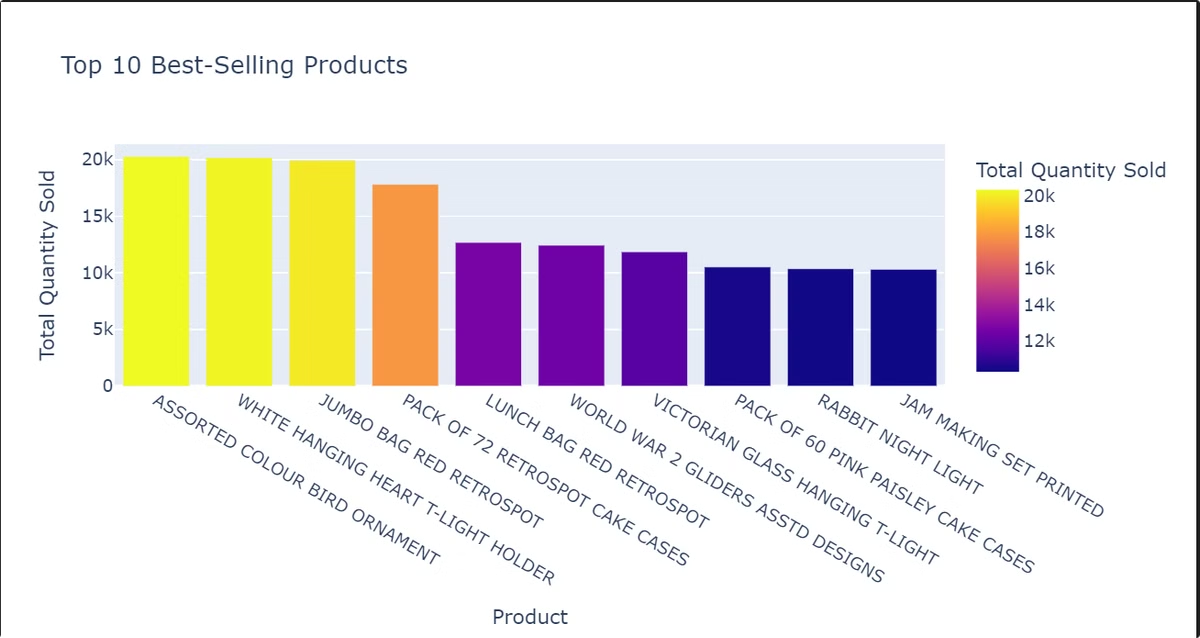 Top 10 Best-Selling Products
Total Quantity Sold
20k
15k
10k
5k
0
ASSORTED COLOUR BIRD ORNAMENT
WHITE HANGING HEART T-LIGHT HOLDER
JUMBO BAG RED RETROSPOT
PACK OF 72 RETROSPOT CAKE CASES
LUNCH BAG RED RETROSPOT
WORLD WAR 2 GLIDERS ASSTD DESIGNS
VICTORIAN GLASS HANGING T-LIGHT
PACK OF 60 PINK PAISLEY CAKE CASES
RABBIT NIGHT LIGHT
JAM MAKING SET PRINTED
Product
Total Quantity Sold
20k
18k
16k
14k
12k